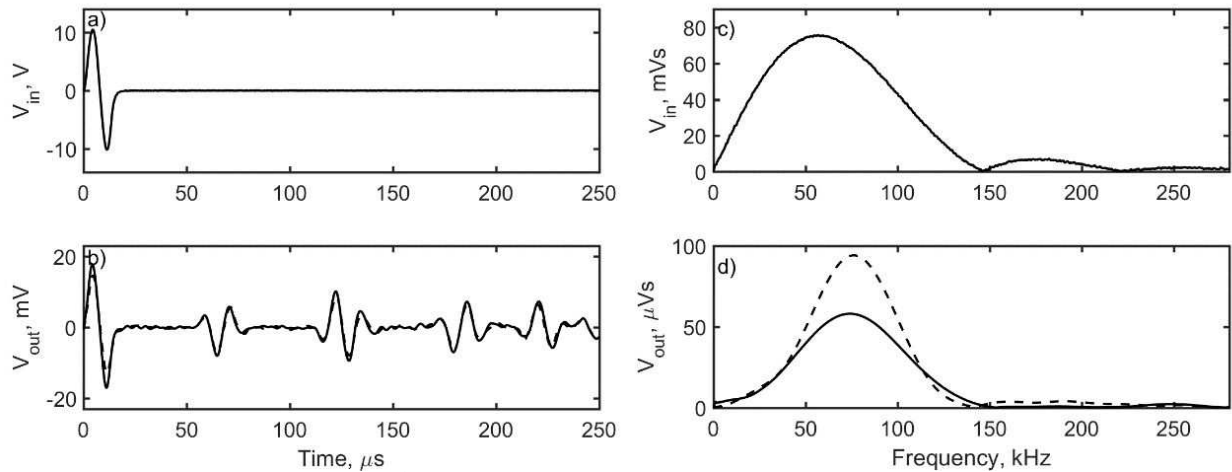 a)
10
0
-10
V_in, V
0 50 100 150 200 250
b)
20
0
-20
V_out, mV
0 50 100 150 200 250
Time, μs
c)
80
60
40
20
0
V_in, mVs
0 50 100 150 200 250
d)
100
50
0
V_out, μVs
0 50 100 150 200 250
Frequency, kHz